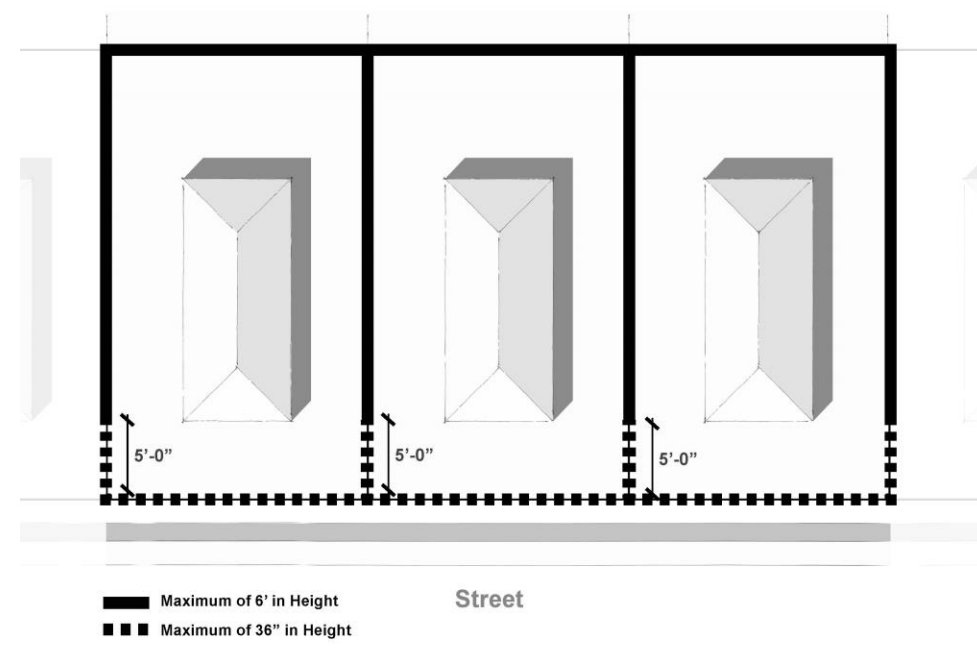 5’-0”
5’-0”
5’-0”
Maximum of 6’ in Height
Street
Maximum of 36” in Height